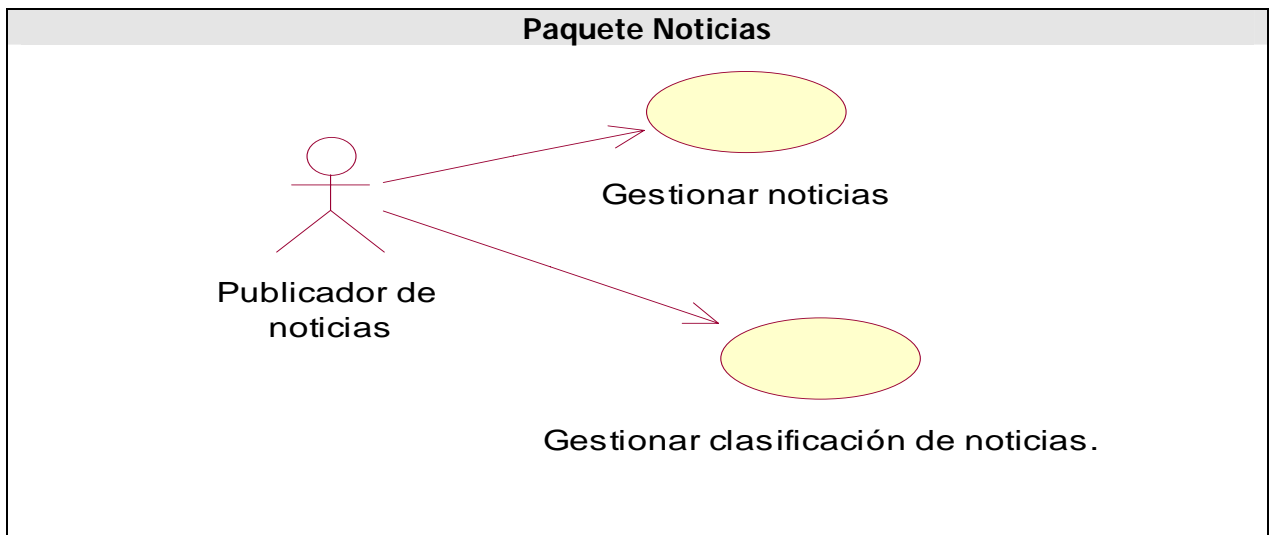 Paquete Noticias
Gestionar noticias
Publicador de
noticias
Gestionar clasificación de noticias.